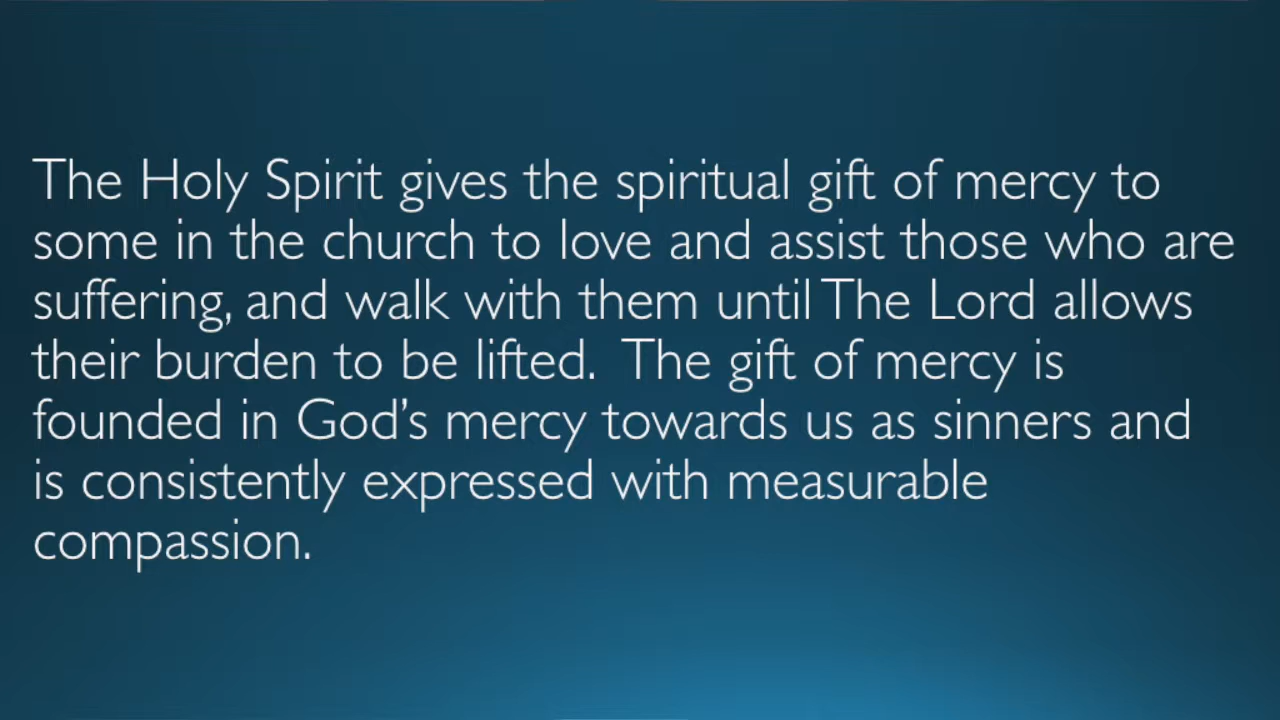 The Holy Spirit gives the spiritual gift of mercy to
some in the church to love and assist those who are
suffering, and walk with them until The Lord allows
their burden to be lifted.  The gift of mercy is
founded in God’s mercy towards us as sinners and
is consistently expressed with measurable
compassion.